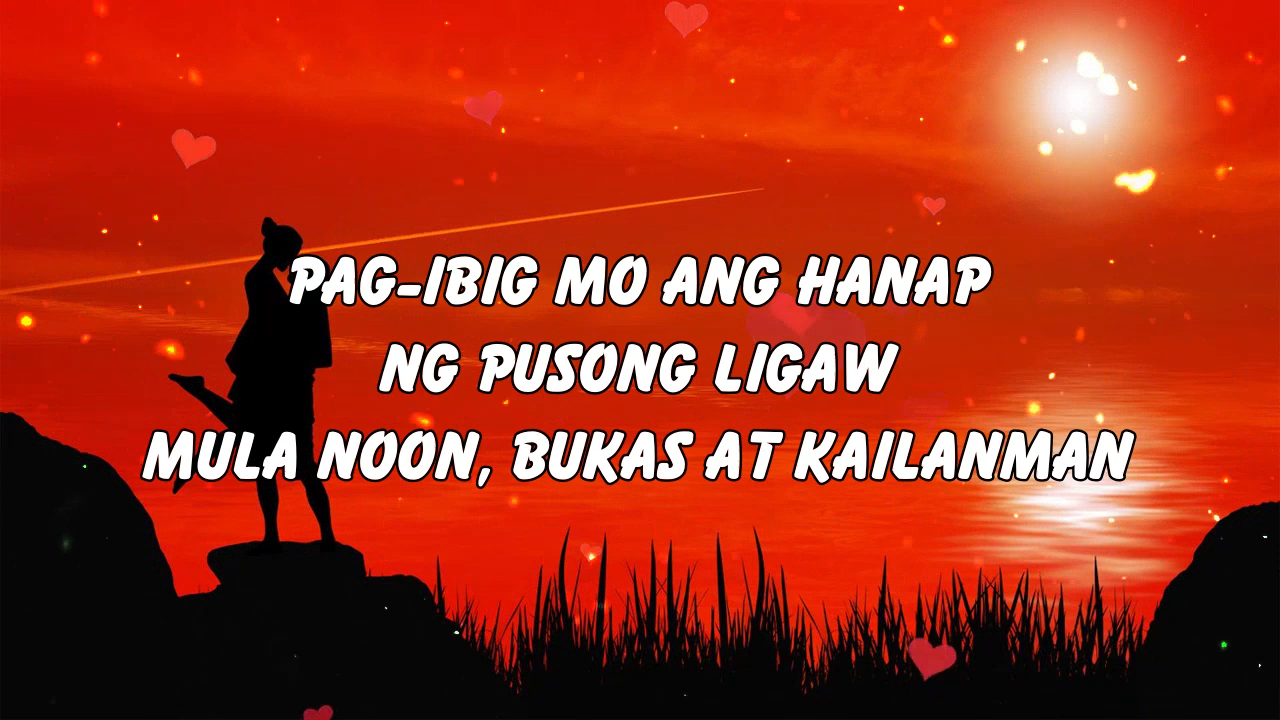 PAG-IBIG MO ANG HANAP
NG PUSONG LIGAW
MULA NOON, BUKAS AT KAILANMAN